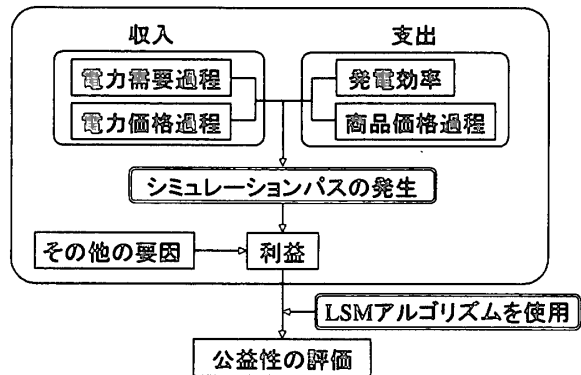 収入
支出
電力需要過程
発電効率
電力価格過程
商品価格過程
シミュレーションパスの発生
その他の要因
利益
LSMアルゴリズムを使用
公益性の評価